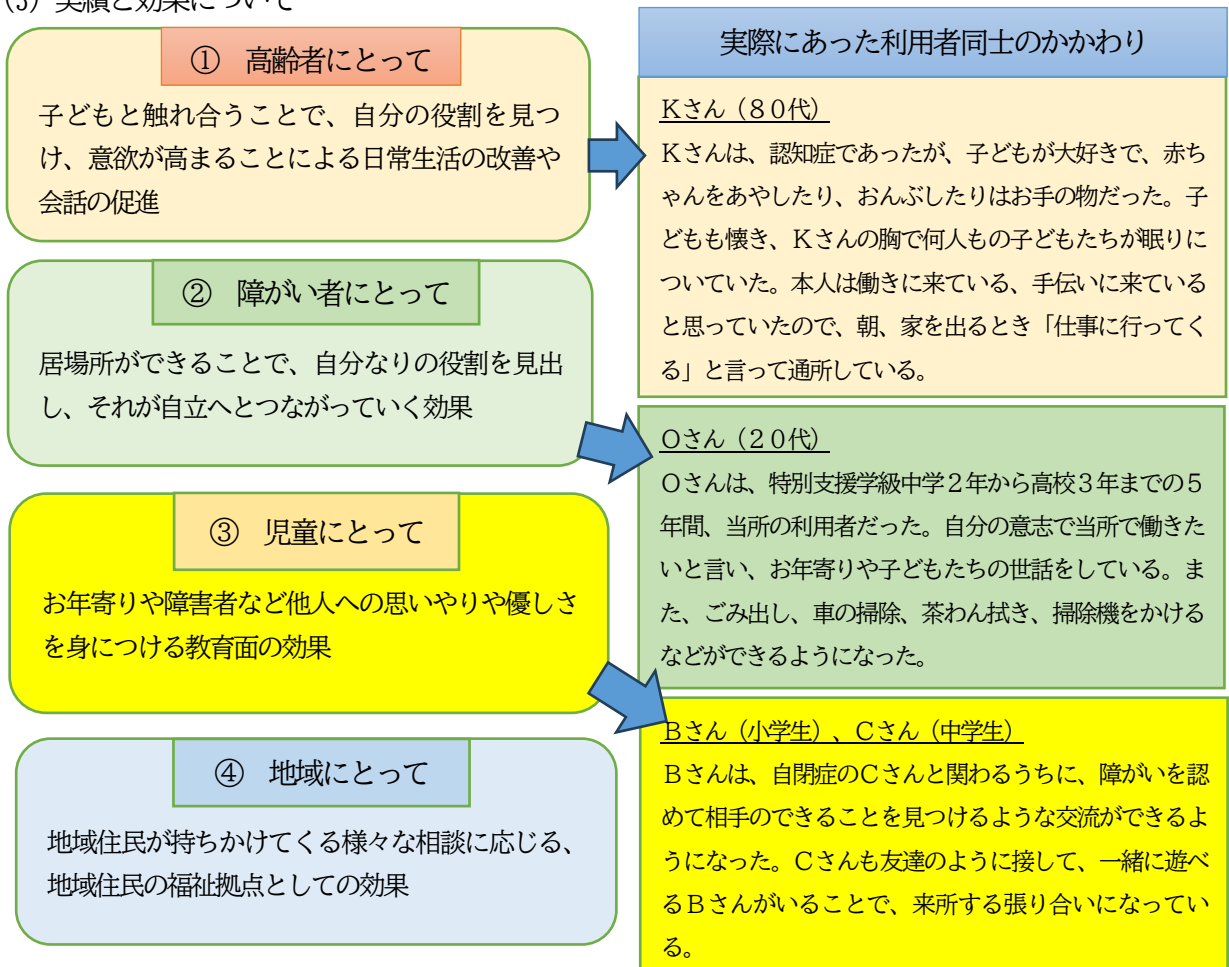 (3) 実績と効果について
① 高齢者にとって
子どもと触れ合うことで、自分の役割を見つ
け、意欲が高まることによる日常生活の改善や
会話の促進
② 障がい者にとって
居場所ができることで、自分なりの役割を見出
し、それが自立へとつながっていく効果
③ 児童にとって
お年寄りや障害者など他人への思いやりや優しさ
を身につける教育面の効果
④ 地域にとって
地域住民が持ちかけてくる様々な相談に応じる、
地域住民の福祉拠点としての効果
実際にあった利用者同士のかかわり
Kさん(80代)
Kさんは、認知症であったが、子どもが大好きで、赤ち
ゃんをあやしたり、おんぶしたりはお手の物だった。子
どもも懐き、Kさんの胸で何人もの子どもたちが眠りに
ついていた。本人は働きに来ている、手伝いに来ている
と思っていたので、朝、家を出るとき「仕事に行ってく
る」と言って通所している。
Oさん(20代)
Oさんは、特別支援学級中学2年から高校3年までの5
年間、当所の利用者だった。自分の意志で当所で働きた
いと言い、お年寄りや子どもたちの世話をしている。ま
た、ごみ出し、車の掃除、茶わん拭き、掃除機をかける
などができるようになった。
Bさん(小学生)、Cさん(中学生)
Bさんは、自閉症のCさんと関わるうちに、障がいを認
めて相手のできることを見つけるような交流ができるよ
うになった。Cさんも友達のように接して、一緒に遊べ
るBさんがいることで、来所する張り合いになってい
る。